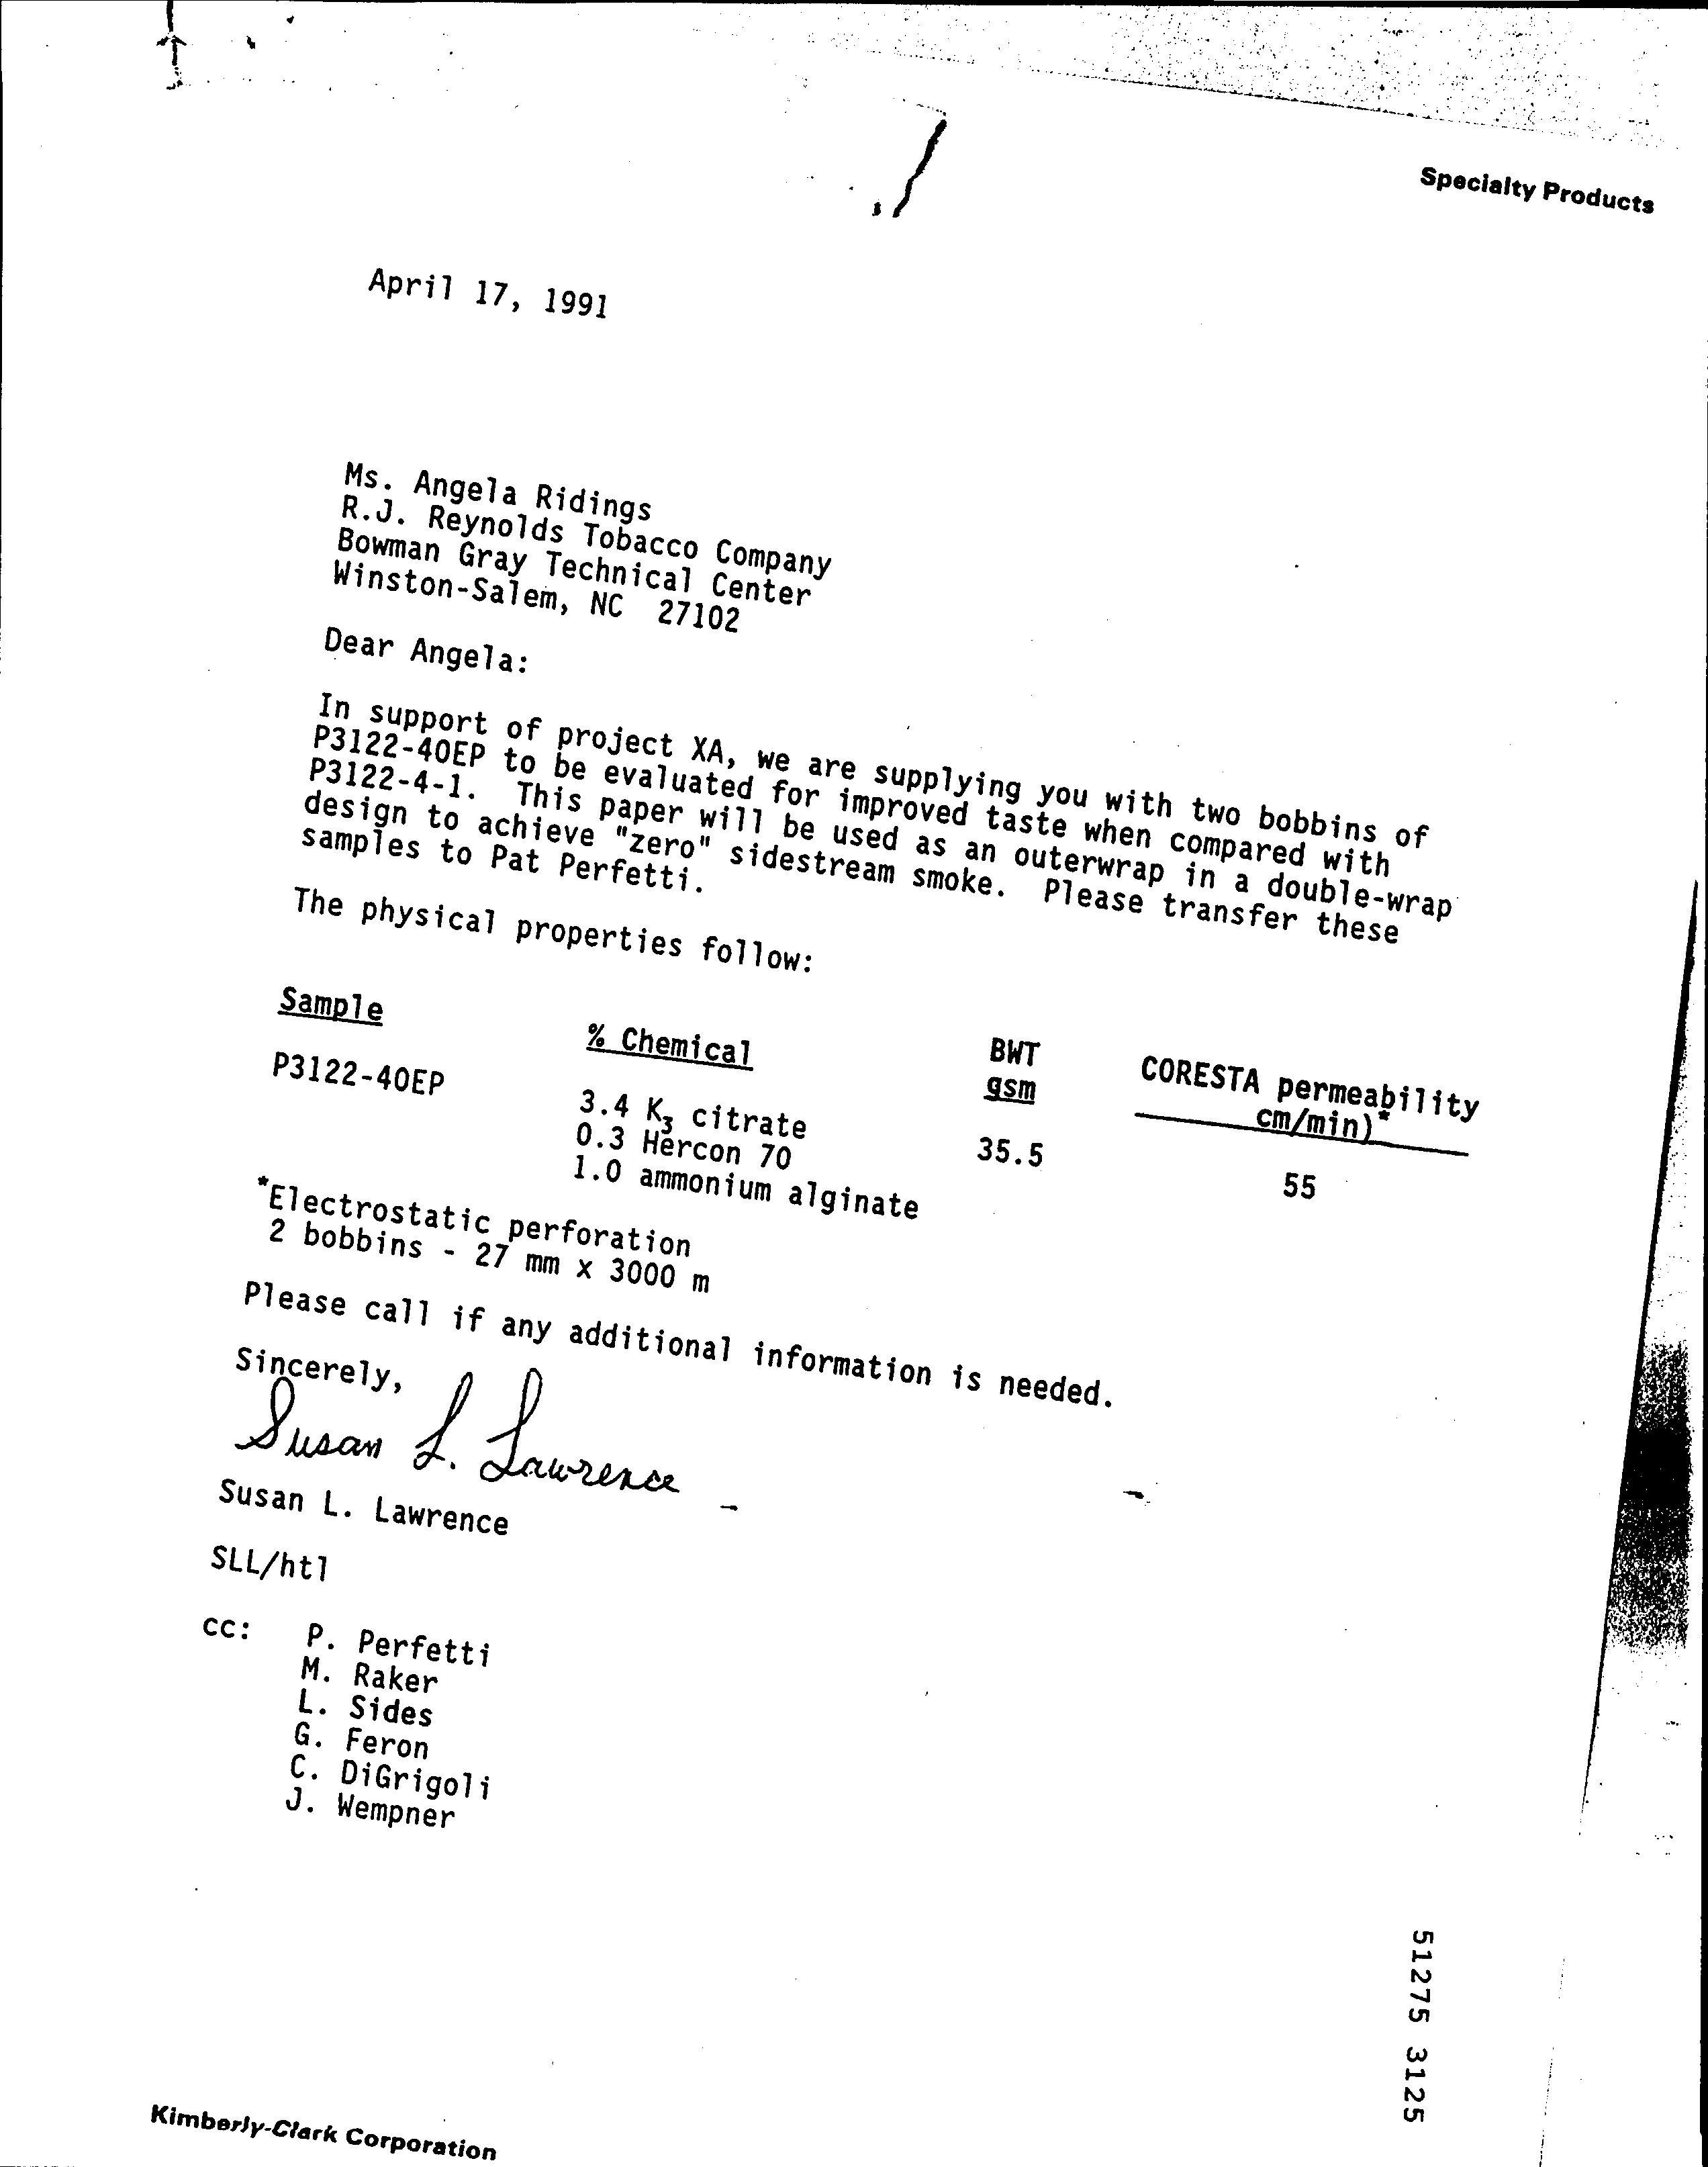 Specialty Products
April 17, 1991
Ms. Angela Ridings
R.J. Reynolds Tobacco Company
Bowman Gray Technical Center
Winston-Salem, NC  27102
Dear Angela:
In support of project XA, we are supplying you with two bobbins of
P3122-40EP to be evaluated for improved taste when compared with
P3122-4-1.  This paper will be used as an outerwrap in a double-wrap
design to achieve "zero" sidestream smoke.  Please transfer these
samples to Pat Perfetti.
The physical properties follow:
Sample % Chemical BWT gsm CORESTA permeability cm/min)*
P3122-40EP 3.4 K₃ citrate 35.5 55
0.3 Hercon 70
1.0 ammonium alginate
*Electrostatic perforation
2 bobbins - 27 mm x 3000 m
Please call if any additional information is needed.
Sincerely,
Susan L. Lawrence
Susan L. Lawrence
SLL/htl
cc: P. Perfetti
M. Raker
L. Sides
G. Feron
C. DiGrigoli
J. Wempner
51275 3125
Kimberly-Clark Corporation